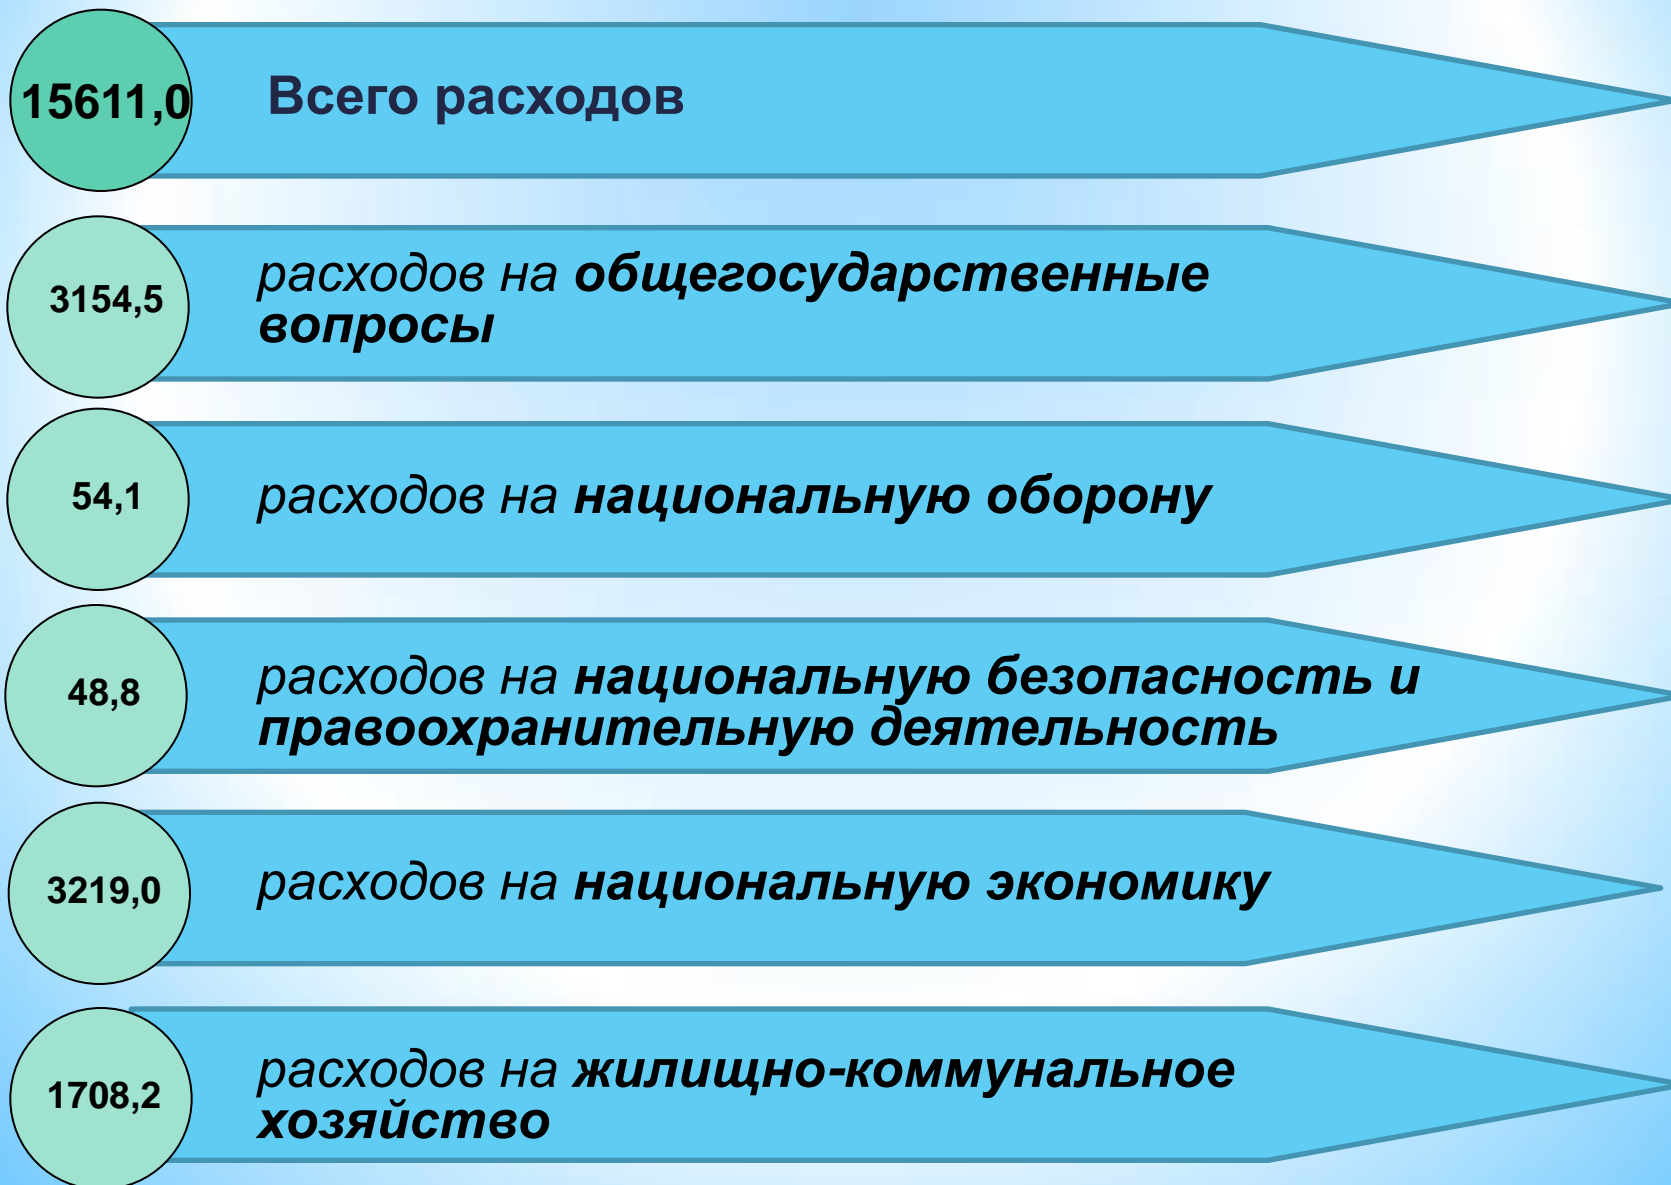 15611,0
Всего расходов
3154,5
расходов на общегосударственные
вопросы
54,1
расходов на национальную оборону
48,8
расходов на национальную безопасность и
правоохранительную деятельность
3219,0
расходов на национальную экономику
1708,2
расходов на жилищно-коммунальное
хозяйство